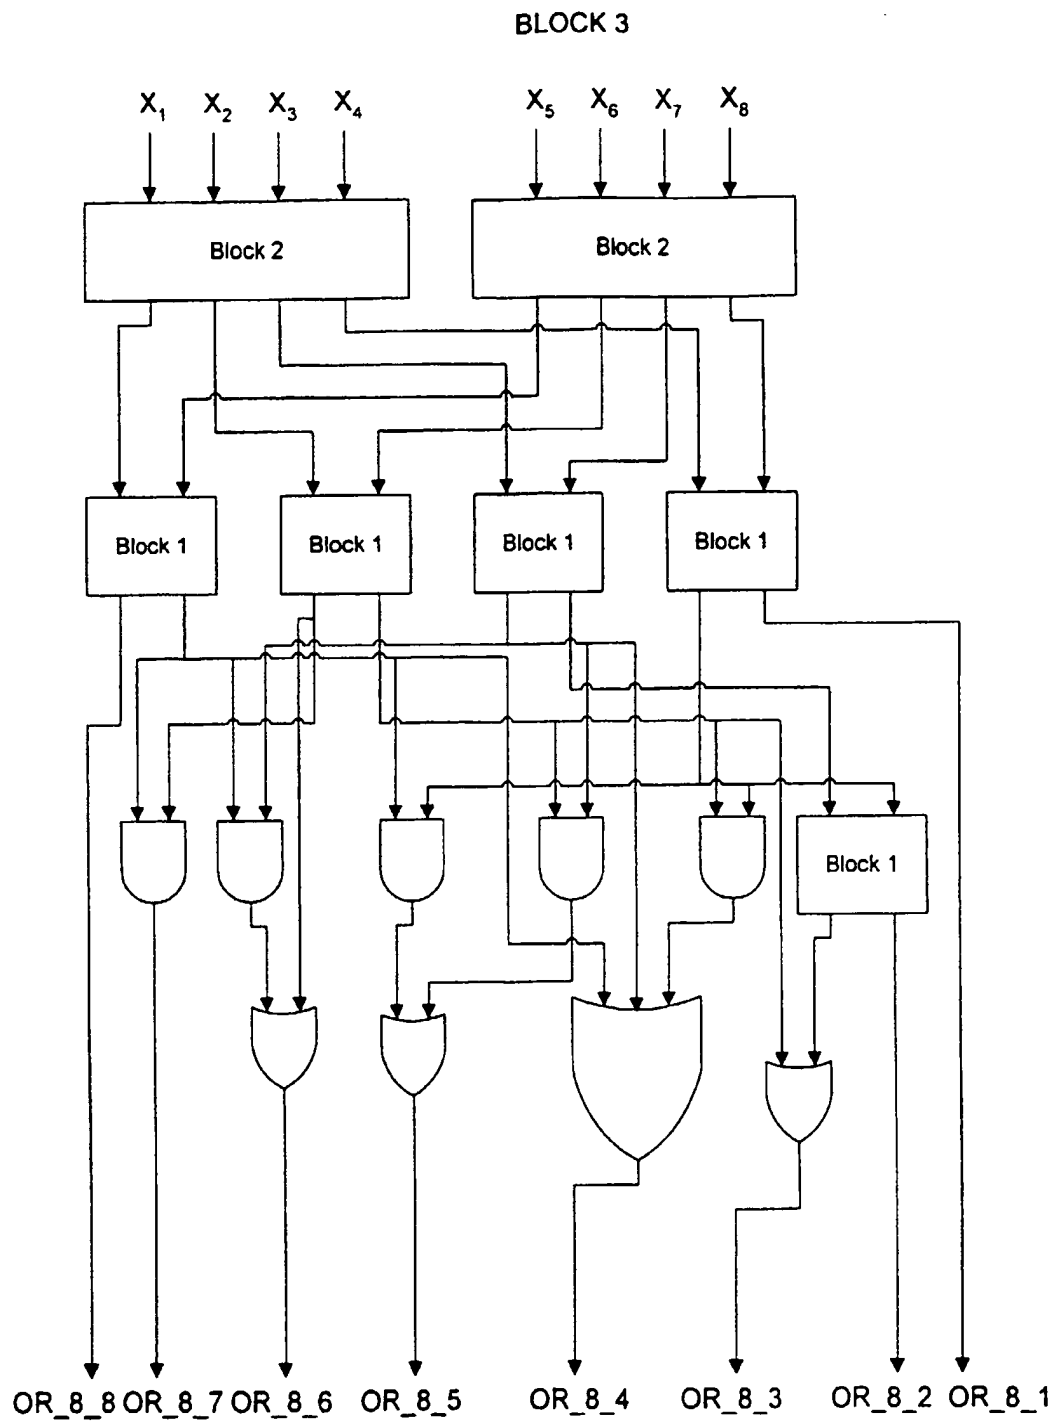 BLOCK 3
X1 X2 X3 X4 X5 X6 X7 X8
Block 2 Block 2
Block 1 Block 1 Block 1 Block 1
Block 1
OR_8_8 OR_8_7 OR_8_6 OR_8_5 OR_8_4 OR_8_3 OR_8_2 OR_8_1